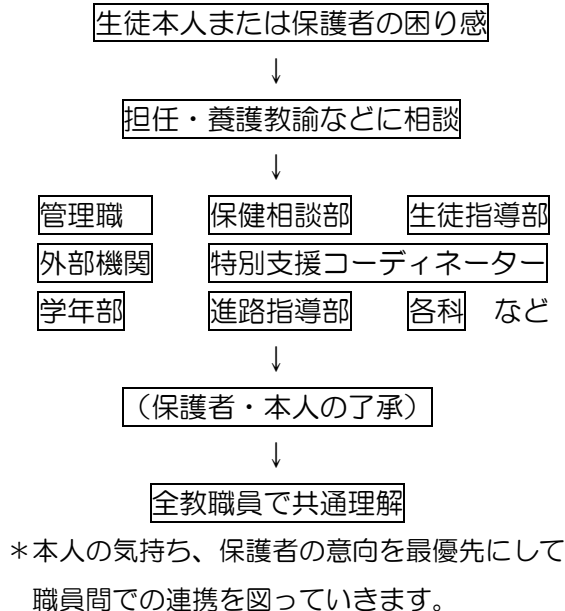 生徒本人または保護者の困り感
↓
担任・養護教諭などに相談
↓
管理職 保健相談部 生徒指導部
外部機関 特別支援コーディネーター
学年部 進路指導部 各科 など
↓
（保護者・本人の了承）
↓
全教職員で共通理解
＊本人の気持ち、保護者の意向を最優先にして
職員間での連携を図っていきます。